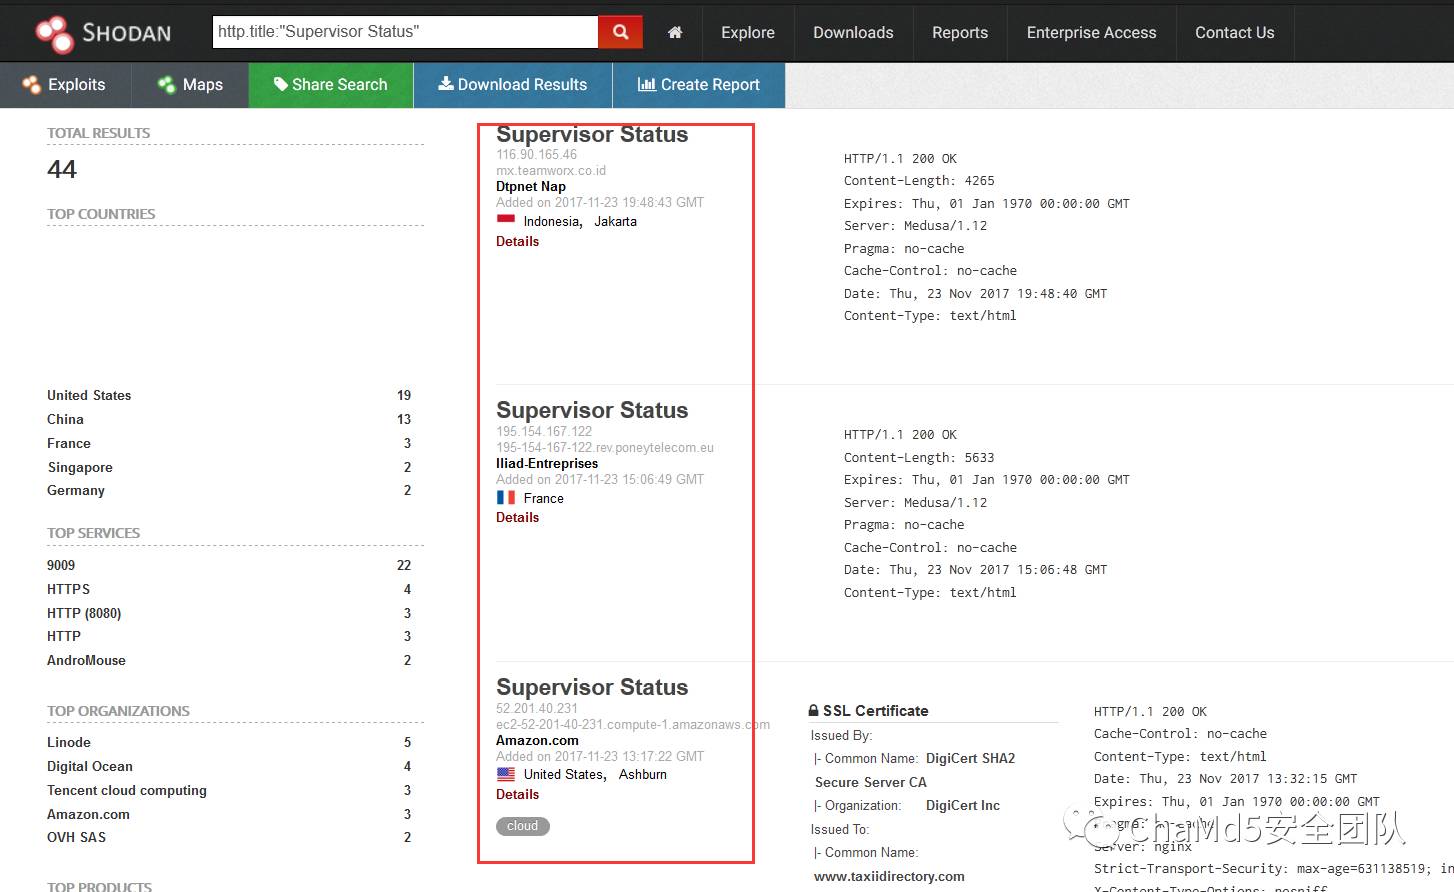 SHODAN
http.title:"Supervisor Status"
Explore
Downloads
Reports
Enterprise Access
Contact Us
Exploits
Maps
Share Search
Download Results
Create Report
TOTAL RESULTS
44
TOP COUNTRIES
United States 19
China 13
France 3
Singapore 2
Germany 2
TOP SERVICES
9009 22
HTTPS 4
HTTP (8080) 3
HTTP 3
AndroMouse 2
TOP ORGANIZATIONS
Linode 5
Digital Ocean 4
Tencent cloud computing 3
Amazon.com 3
OVH SAS 2
TOP PRODUCTS
Supervisor Status
116.90.165.46
mx.teamworx.co.id
Dtpnet Nap
Added on 2017-11-23 19:48:43 GMT
Indonesia, Jakarta
Details
HTTP/1.1 200 OK
Content-Length: 4265
Expires: Thu, 01 Jan 1970 00:00:00 GMT
Server: Medusa/1.12
Pragma: no-cache
Cache-Control: no-cache
Date: Thu, 23 Nov 2017 19:48:40 GMT
Content-Type: text/html
Supervisor Status
195.154.167.122
195-154-167-122.rev.poneytelecom.eu
Iliad-Entreprises
Added on 2017-11-23 15:06:49 GMT
France
Details
HTTP/1.1 200 OK
Content-Length: 5633
Expires: Thu, 01 Jan 1970 00:00:00 GMT
Server: Medusa/1.12
Pragma: no-cache
Cache-Control: no-cache
Date: Thu, 23 Nov 2017 15:06:48 GMT
Content-Type: text/html
Supervisor Status
52.201.40.231
ec2-52-201-40-231.compute-1.amazonaws.com
Amazon.com
Added on 2017-11-23 13:17:22 GMT
United States, Ashburn
Details
cloud
SSL Certificate
Issued By:
|- Common Name: DigiCert SHA2
Secure Server CA
|- Organization: DigiCert Inc
Issued To:
|- Common Name:
www.taxiidirectory.com
HTTP/1.1 200 OK
Cache-Control: no-cache
Content-Type: text/html
Date: Thu, 23 Nov 2017 13:32:15 GMT
Expires: Thu, 01 Jan 1970 00:00:00 GMT
Pragma: no-cache
Server: nginx
Strict-Transport-Security: max-age=631138519; in
X-Content-Type-Options: nosniff
ChaMd5安全团队